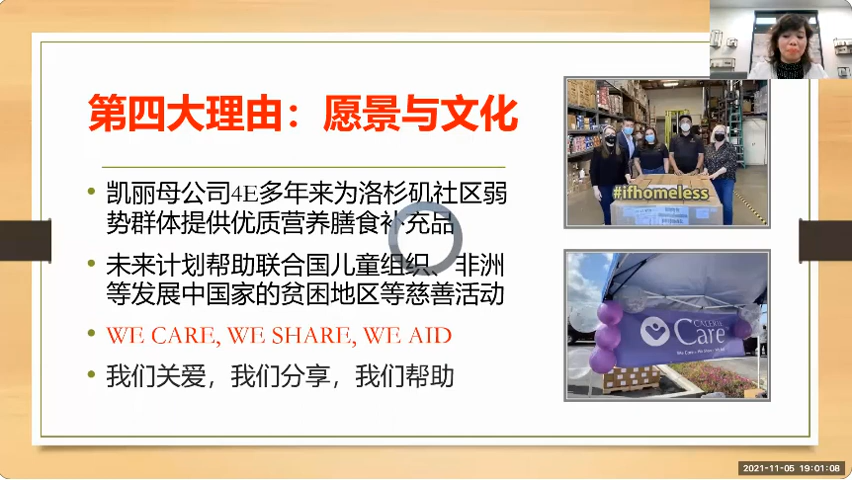 第四大理由：愿景与文化
凯丽母公司4E多年来为洛杉矶社区弱
势群体提供优质营养膳食补充品
未来计划帮助联合国儿童组织、非洲
等发展中国家的贫困地区等慈善活动
WE CARE, WE SHARE, WE AID
我们关爱，我们分享，我们帮助
#ifhomeless
Care
2021-11-05 19:01:08